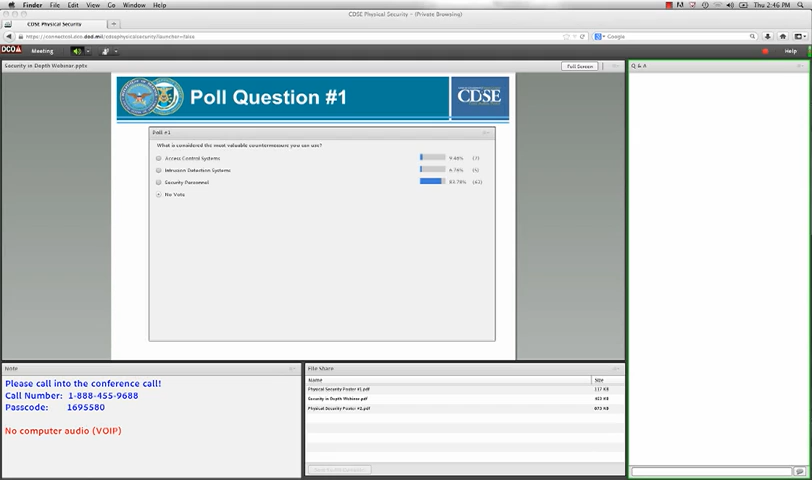 Finder File Edit View Go Window Help
Thu 2:46 PM
CDSE Physical Security - (Private Browsing)
CDSE Physical Security
Google
DCO Meeting
Help
Security in Depth Webinar.pptx
Full Screen
Q & A
Poll Question #1
CDSE
Poll #1
What is considered the most valuable countermeasure you can use?
Access Control Systems
Intrusion Detection Systems
Security Personnel
No Vote
Note
Please call into the conference call!
Call Number: 1-888-455-9688
Passcode: 1695580
No computer audio (VOIP)
File Share
Name Size
Physical Security Poster #1.pdf
Security in Depth Webinar.pdf
Physical Security Poster #2.pdf